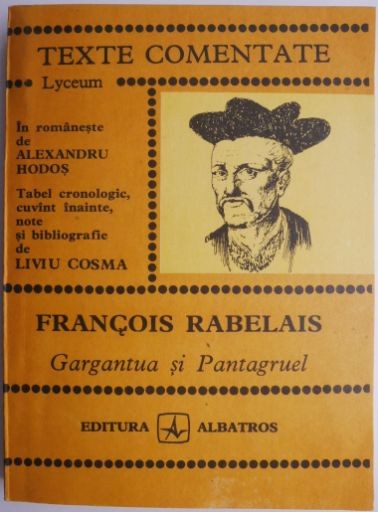 TEXTE COMENTATE
Lyceum
În românește
de
ALEXANDRU
HODOȘ
Tabel cronologic,
cuvînt înainte,
note
și bibliografie
de
LIVIU COSMA
FRANÇOIS RABELAIS
Gargantua și Pantagruel
EDITURA ALBATROS